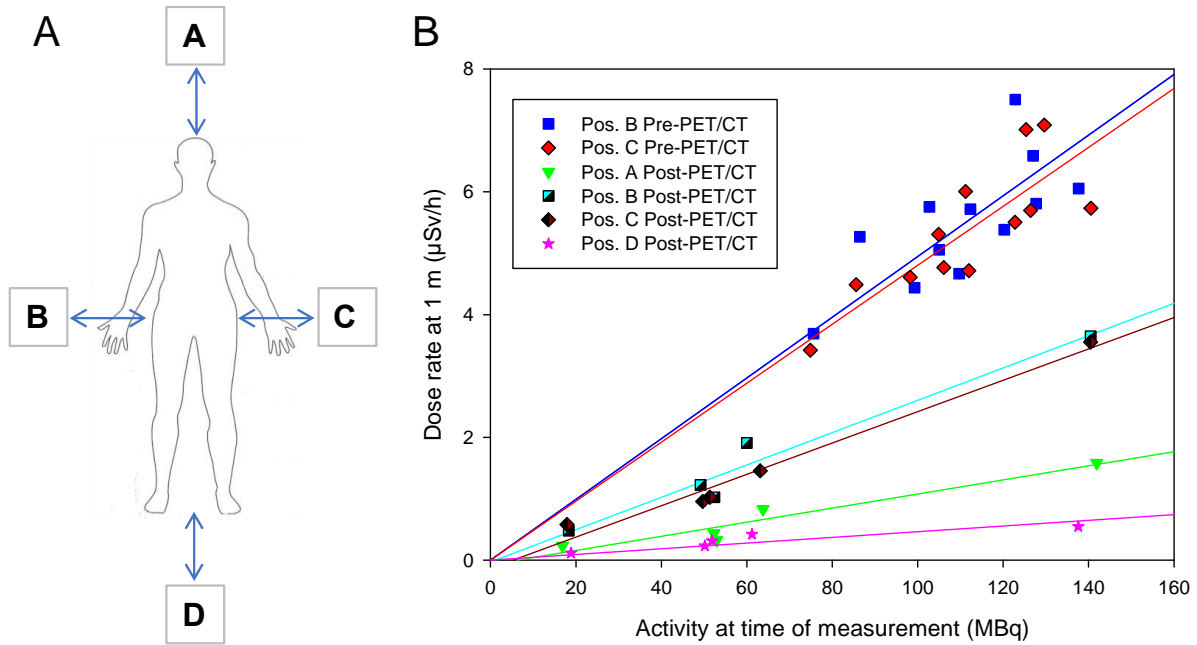 A
A
B
C
D
B
Pos. B Pre-PET/CT
Pos. C Pre-PET/CT
Pos. A Post-PET/CT
Pos. B Post-PET/CT
Pos. C Post-PET/CT
Pos. D Post-PET/CT
Dose rate at 1 m (µSv/h)
8
6
4
2
0
0 20 40 60 80 100 120 140 160
Activity at time of measurement (MBq)